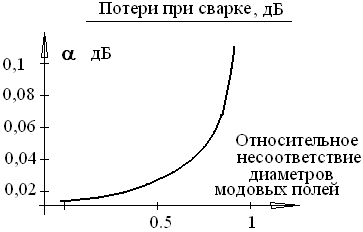 Потери при сварке, дБ
α дБ
0,1
0,08
0,06
0,04
0,02
Относительное
несоответствие
диаметров
модовых полей
0.5
1